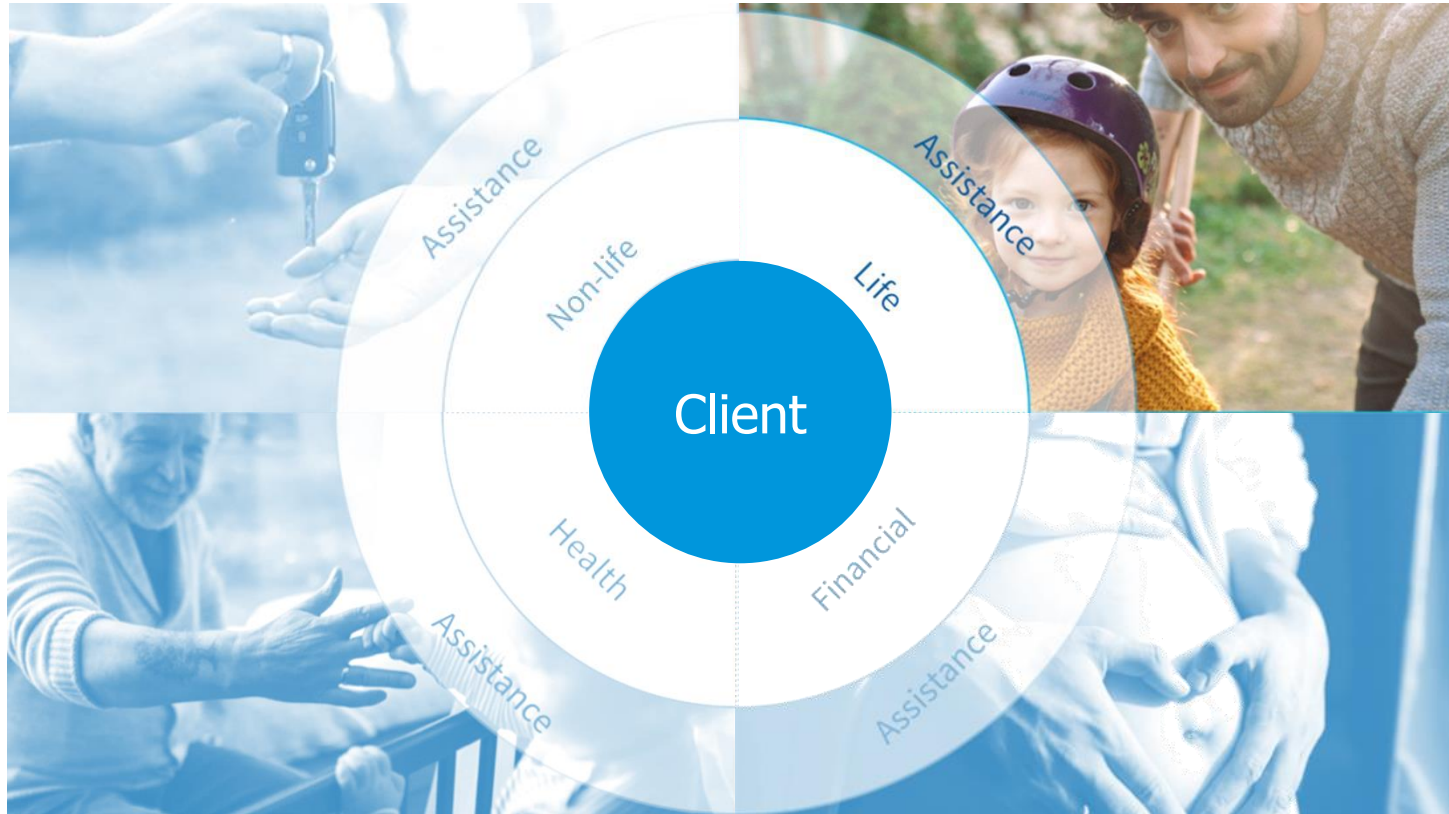 Assistance
Assistance
Non-life
Life
Client
Health
Financial
Assistance
Assistance